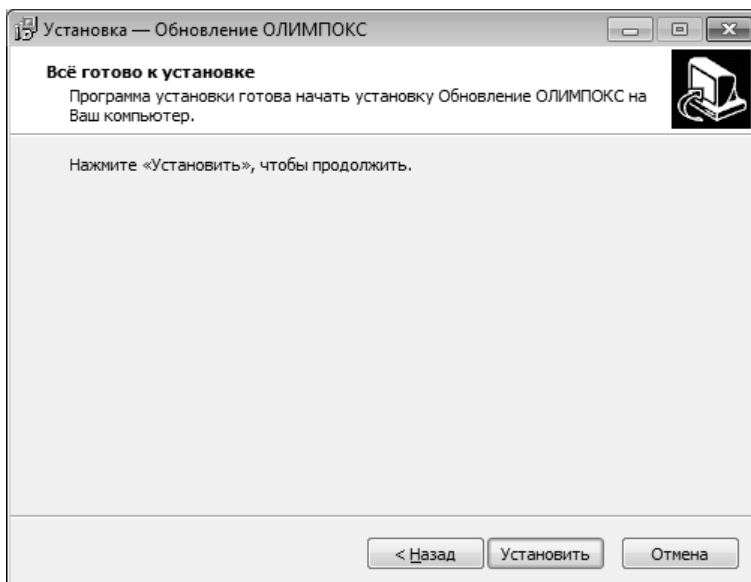 Установка — Обновление ОЛИМПОКС
Всё готово к установке
Программа установки готова начать установку Обновление ОЛИМПОКС на
Ваш компьютер.
Нажмите «Установить», чтобы продолжить.
< Назад Установить Отмена